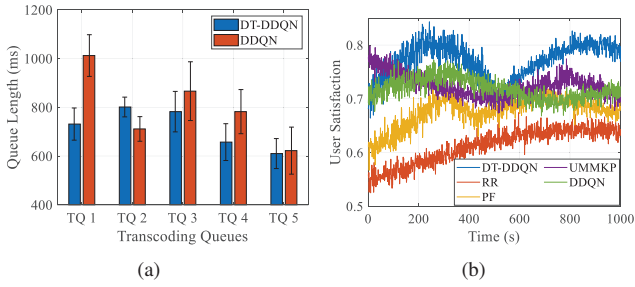 1200
1000
800
600
400
Queue Length (ms)
DT-DDQN
DDQN
TQ 1 TQ 2 TQ 3 TQ 4 TQ 5
Transcoding Queues
(a)
0.8
0.7
0.6
0.5
User Satisfaction
DT-DDQN UMMKP
RR DDQN
PF
0 200 400 600 800 1000
Time (s)
(b)